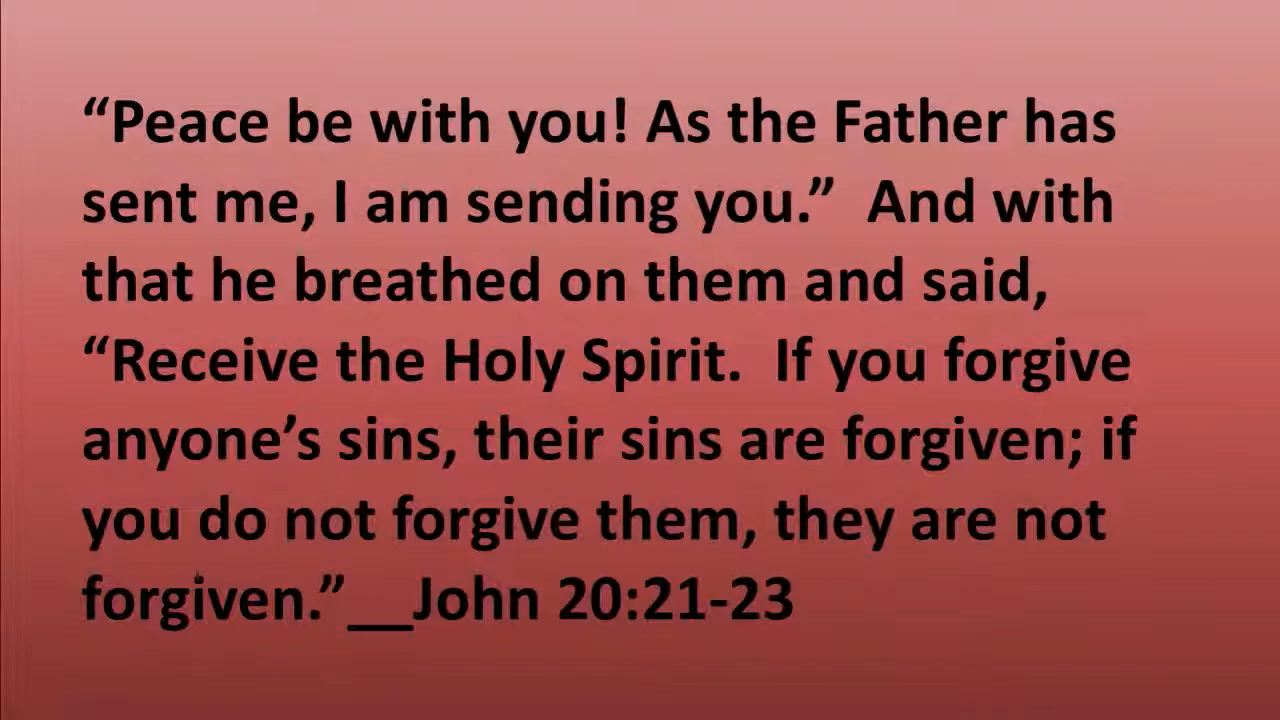 “Peace be with you! As the Father has
sent me, I am sending you.”  And with
that he breathed on them and said,
“Receive the Holy Spirit.  If you forgive
anyone’s sins, their sins are forgiven; if
you do not forgive them, they are not
forgiven.”__John 20:21-23